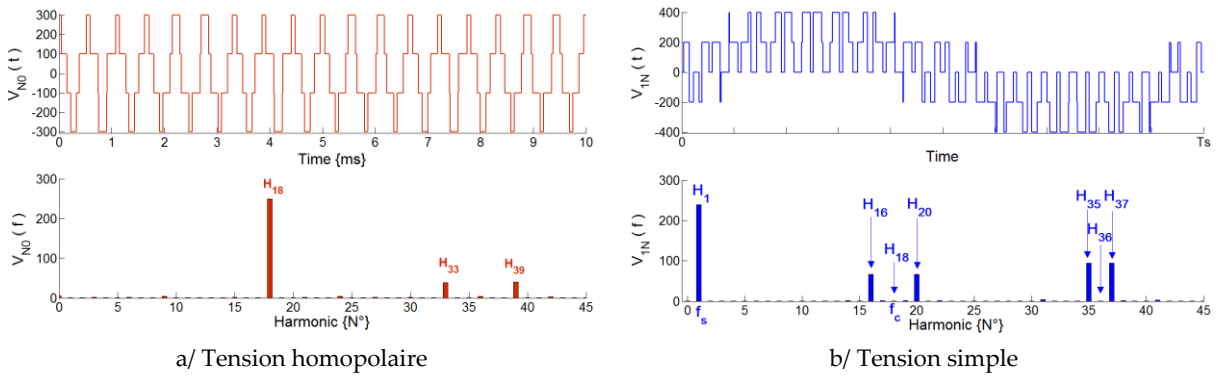 V_N0 (t)
300
200
100
0
-100
-200
-300
0 1 2 3 4 5 6 7 8 9 10
Time {ms}
V_N0 (f)
300
200
100
0
H_18
H_33
H_39
0 5 10 15 20 25 30 35 40 45
Harmonic {N°}
a/ Tension homopolaire
V_1N (t)
400
200
0
-200
-400
0 Ts
Time
V_1N (f)
300
200
100
0
H_1
H_16
H_18
H_20
H_35
H_36
H_37
0 5 10 15 20 25 30 35 40 45
f_s
f_c
Harmonic {N°}
b/ Tension simple